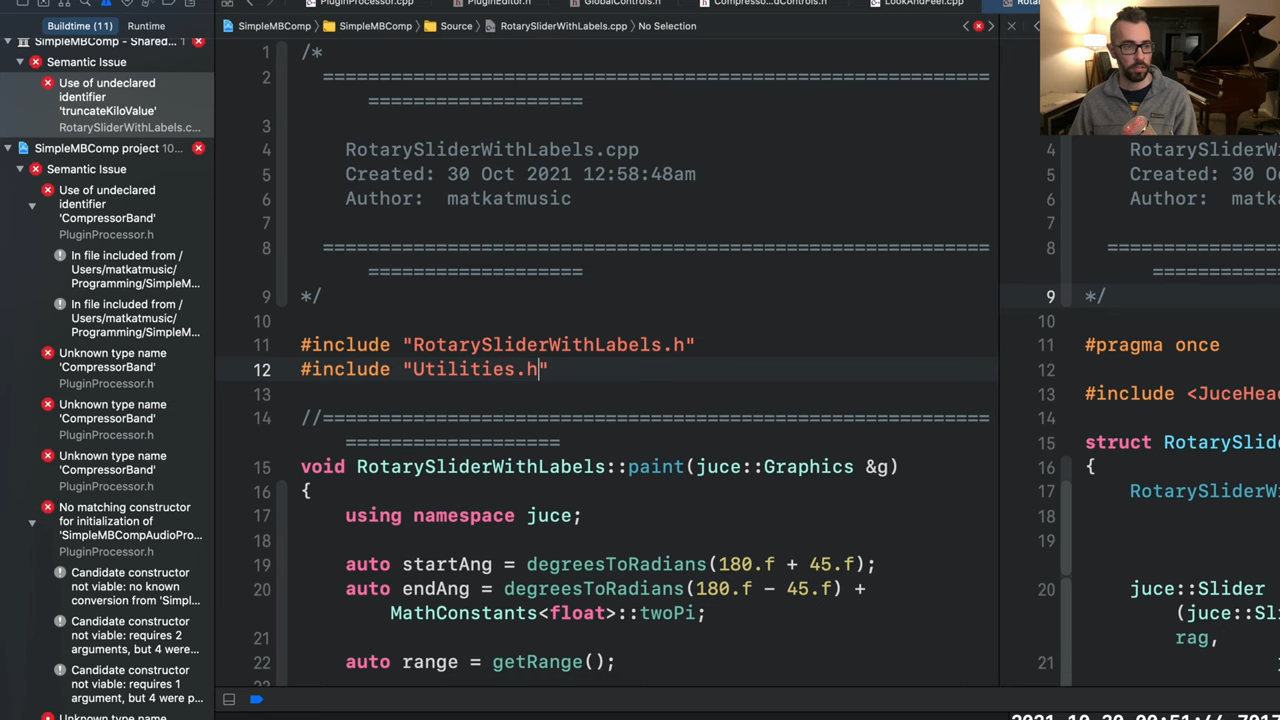 PluginProcessor.cpp
PluginEditor.h
GlobalControls.h
LookAndFeel.cpp
Buildtime (11)
Runtime
SimpleMBComp
SimpleMBComp
Source
RotarySliderWithLabels.cpp
No Selection
SimpleMBComp - Shared...
Semantic Issue
Use of undeclared
identifier
'truncateKiloValue'
RotarySliderWithLabels.c...
SimpleMBComp project 10...
Semantic Issue
Use of undeclared
identifier
'CompressorBand'
PluginProcessor.h
In file included from /
Users/matkatmusic/
Programming/SimpleM...
In file included from /
Users/matkatmusic/
Programming/SimpleM...
Unknown type name
'CompressorBand'
PluginProcessor.h
Unknown type name
'CompressorBand'
PluginProcessor.h
Unknown type name
'CompressorBand'
PluginProcessor.h
No matching constructor
for initialization of
'SimpleMBCompAudioPro...
PluginProcessor.h
Candidate constructor
not viable: no known
conversion from 'Simpl...
Candidate constructor
not viable: requires 2
arguments, but 4 were...
Candidate constructor
not viable: requires 1
argument, but 4 were p...
Unknown type name
1 /*
2 ===========================================================
===================
3
4 RotarySliderWithLabels.cpp
5 Created: 30 Oct 2021 12:58:48am
6 Author: matkatmusic
7
8 ===========================================================
===================
9 */
10
11 #include "RotarySliderWithLabels.h"
12 #include "Utilities.h"
13
14 //===========================================================
===================
15 void RotarySliderWithLabels::paint(juce::Graphics &g)
16 {
17 using namespace juce;
18
19 auto startAng = degreesToRadians(180.f + 45.f);
20 auto endAng = degreesToRadians(180.f - 45.f) +
MathConstants<float>::twoPi;
21
22 auto range = getRange();
4 RotarySliderW
5 Created: 30 O
6 Author: matk
7
8 =================
=============
9 */
10
11 #pragma once
12
13 #include <JuceHea
14
15 struct RotarySlid
16 {
17 RotarySliderW
18
19
20 juce::Slider
(juce::Sl
rag,
21